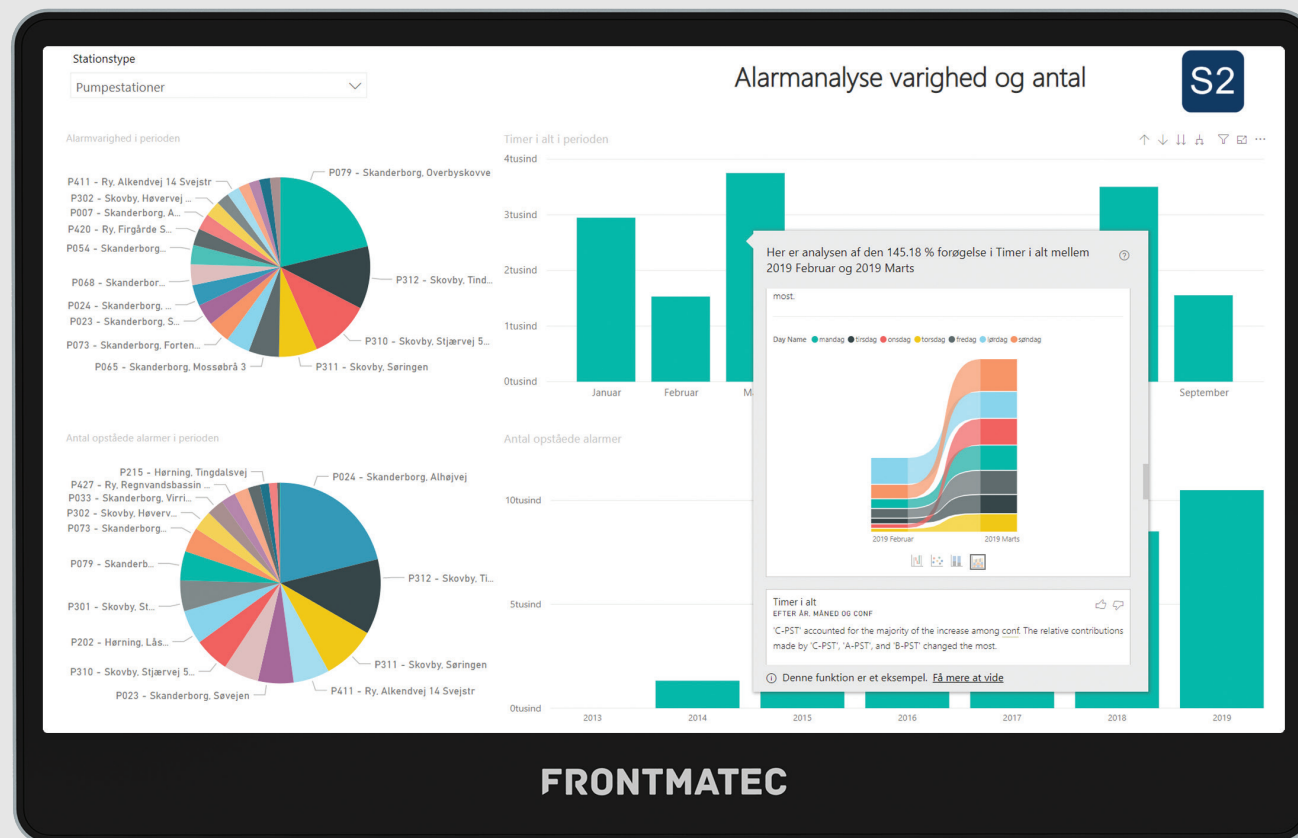 Stationstype
Pumpestationer
Alarmanalyse varighed og antal
S2
Alarmvarighed i perioden
P079 - Skanderborg, Overbyskovve
P411 - Ry, Alkendvej 14 Svejstr
P302 - Skovby, Høvervej ...
P007 - Skanderborg, A...
P420 - Ry, Firgårde S...
P054 - Skanderborg...
P068 - Skanderbor...
P024 - Skanderborg, ...
P023 - Skanderborg, S...
P073 - Skanderborg, Forten...
P065 - Skanderborg, Mossøbrå 3
P312 - Skovby, Tind...
P310 - Skovby, Stjærvej 5...
P311 - Skovby, Søringen
Timer i alt i perioden
4tusind
3tusind
2tusind
1tusind
0tusind
Januar
Februar
September
Her er analysen af den 145.18 % forøgelse i Timer i alt mellem
2019 Februar og 2019 Marts
most.
Day Name mandag tirsdag onsdag torsdag fredag lørdag søndag
2019 Februar
2019 Marts
Timer i alt
EFTER ÅR, MÅNED OG CONF
'C-PST' accounted for the majority of the increase among conf. The relative contributions
made by 'C-PST', 'A-PST', and 'B-PST' changed the most.
Denne funktion er et eksempel. Få mere at vide
Antal opståede alarmer i perioden
P215 - Hørning, Tingdalsvej
P427 - Ry, Regnvandsbassin ...
P033 - Skanderborg, Virri...
P302 - Skovby, Høverv...
P073 - Skanderborg...
P079 - Skanderb...
P301 - Skovby, St...
P202 - Hørning, Lås...
P310 - Skovby, Stjærvej 5...
P023 - Skanderborg, Søvejen
P024 - Skanderborg, Alhøjvej
P312 - Skovby, Ti...
P311 - Skovby, Søringen
P411 - Ry, Alkendvej 14 Svejstr
Antal opståede alarmer
10tusind
5tusind
0tusind
2013
2014
2015
2016
2017
2018
2019
FRONTMATEC